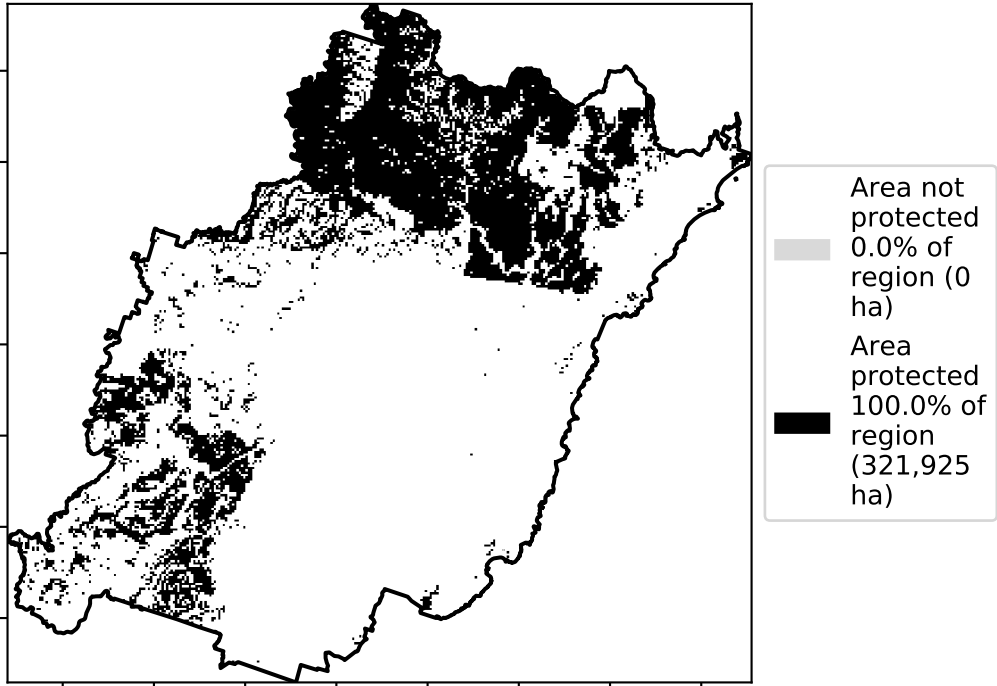 Area not
protected
0.0% of
region (0
ha)
Area
protected
100.0% of
region
(321,925
ha)